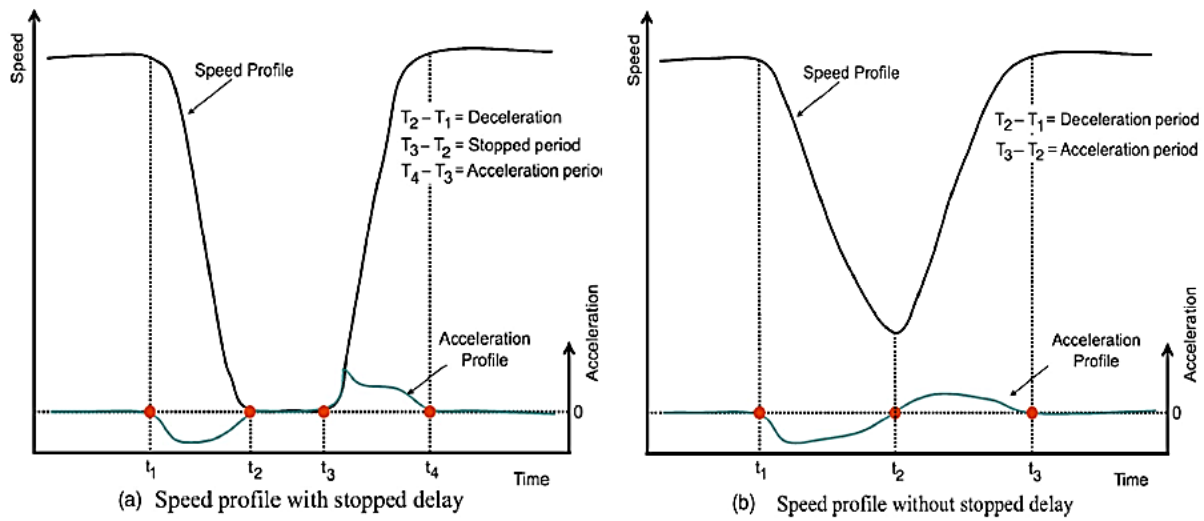 Speed
Speed Profile
T2 – T1 = Deceleration
T3 – T2 = Stopped period
T4 – T3 = Acceleration perio
Acceleration
Profile
Acceleration
0
t1
t2
t3
t4
Time
(a) Speed profile with stopped delay
Speed
Speed Profile
T2 – T1 = Deceleration period
T3 – T2 = Acceleration period
Acceleration
Profile
Acceleration
0
t1
t2
t3
Time
(b) Speed profile without stopped delay